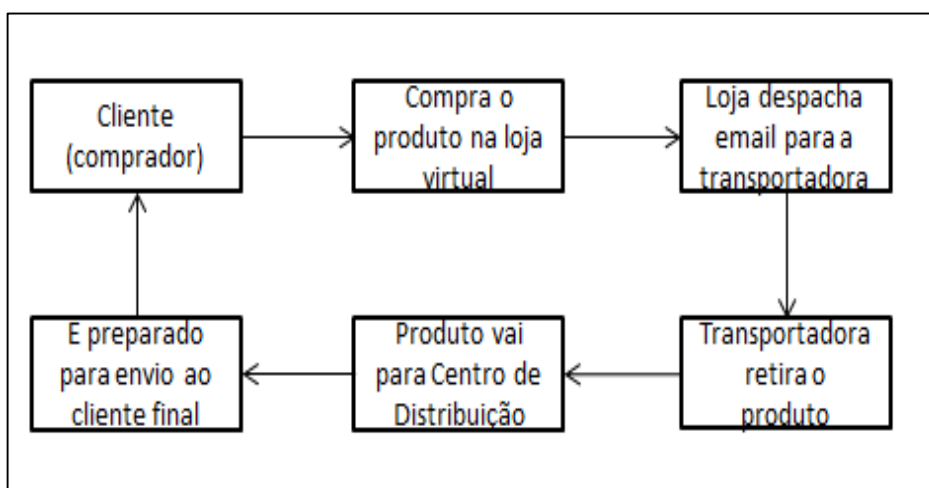 Cliente
(comprador)
Compra o
produto na loja
virtual
Loja despacha
email para a
transportadora
Transportadora
retira o
produto
Produto vai
para Centro de
Distribuição
E preparado
para envio ao
cliente final